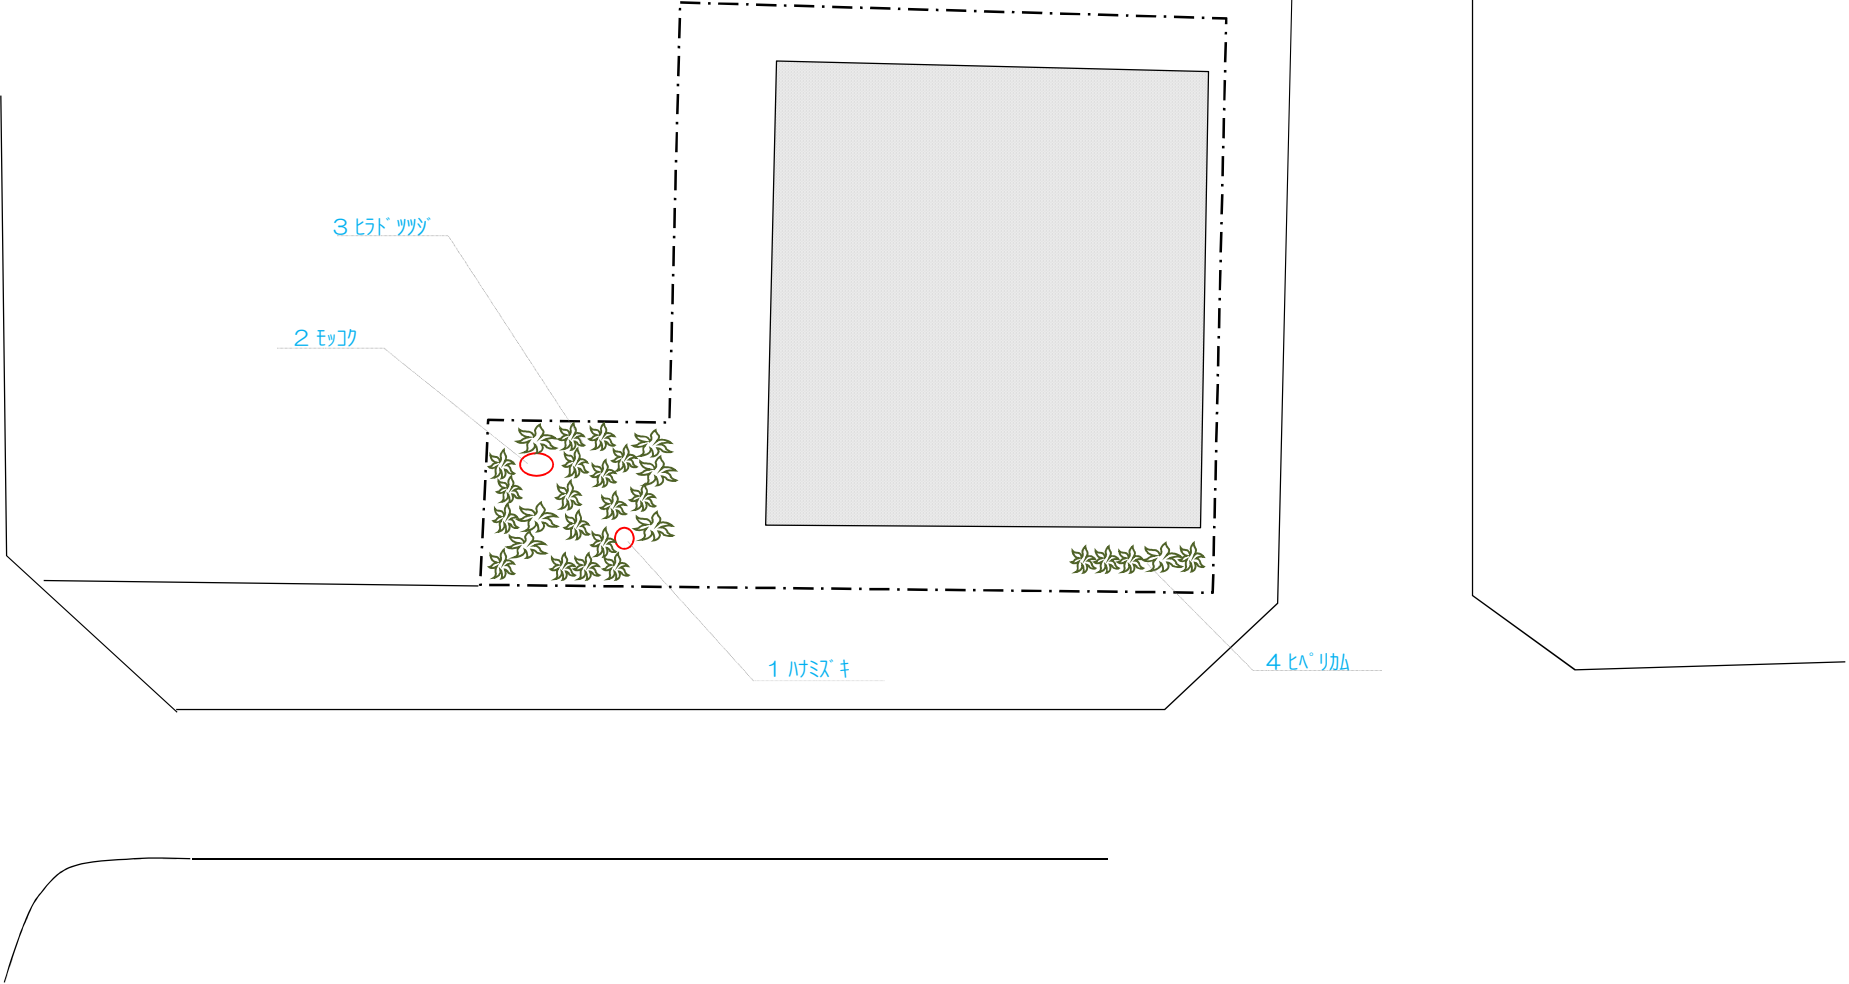 3 ﾋﾗﾄﾞﾂﾂｼﾞ
2 ﾓｯｺｸ
1 ﾊﾅﾐｽﾞｷ
4 ﾋﾍﾟﾘｶﾑ